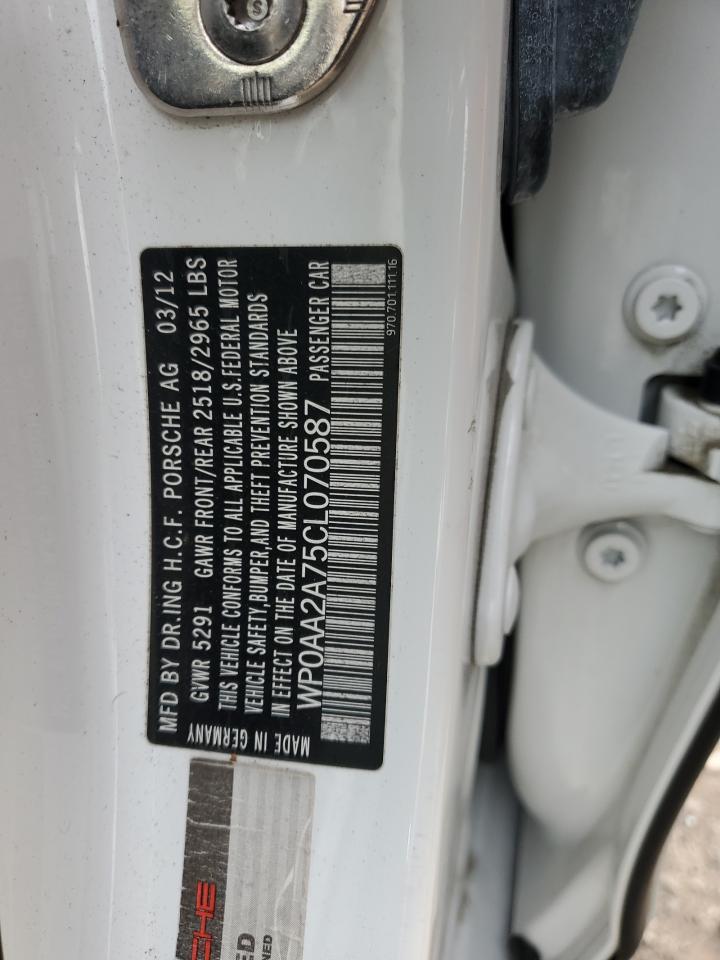 MFD BY DR.ING H.C.F. PORSCHE AG 03/12
GVWR 5291 GAWR FRONT/REAR 2518/2965 LBS
THIS VEHICLE CONFORMS TO ALL APPLICABLE U.S.FEDERAL MOTOR
VEHICLE SAFETY,BUMPER,AND THEFT PREVENTION STANDARDS
IN EFFECT ON THE DATE OF MANUFACTURE SHOWN ABOVE
WP0AA2A75CL070587 PASSENGER CAR
MADE IN GERMANY
970.701.111.16